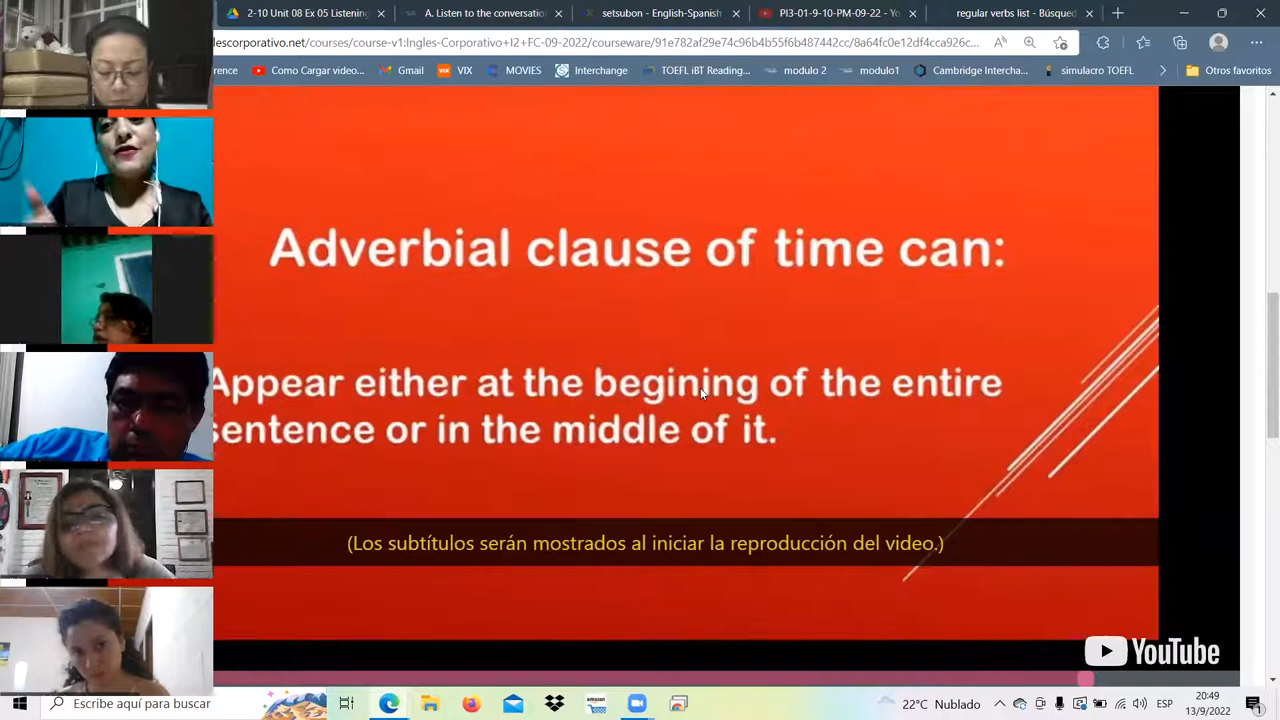 2-10 Unit 08 Ex 05 Listening
A. Listen to the conversation
setsubon - English-Spanish
PI3-01-9-10-PM-09-22 - Yo
regular verbs list - Búsqued
lescorporativo.net/courses/course-v1:Ingles-Corporativo+I2+FC-09-2022/courseware/91e782af29e74c96b4b55f6b487442cc/8a64fc0e12df4cca926c...
rence
Como Cargar video...
Gmail
VIX
MOVIES
Interchange
TOEFL iBT Reading...
modulo 2
modulo1
Cambridge Intercha...
simulacro TOEFL
Otros favoritos
Adverbial clause of time can:
Appear either at the begining of the entire
sentence or in the middle of it.
(Los subtítulos serán mostrados al iniciar la reproducción del video.)
YouTube
Escribe aquí para buscar
amazon
22°C Nublado
ESP
20:49
13/9/2022
1